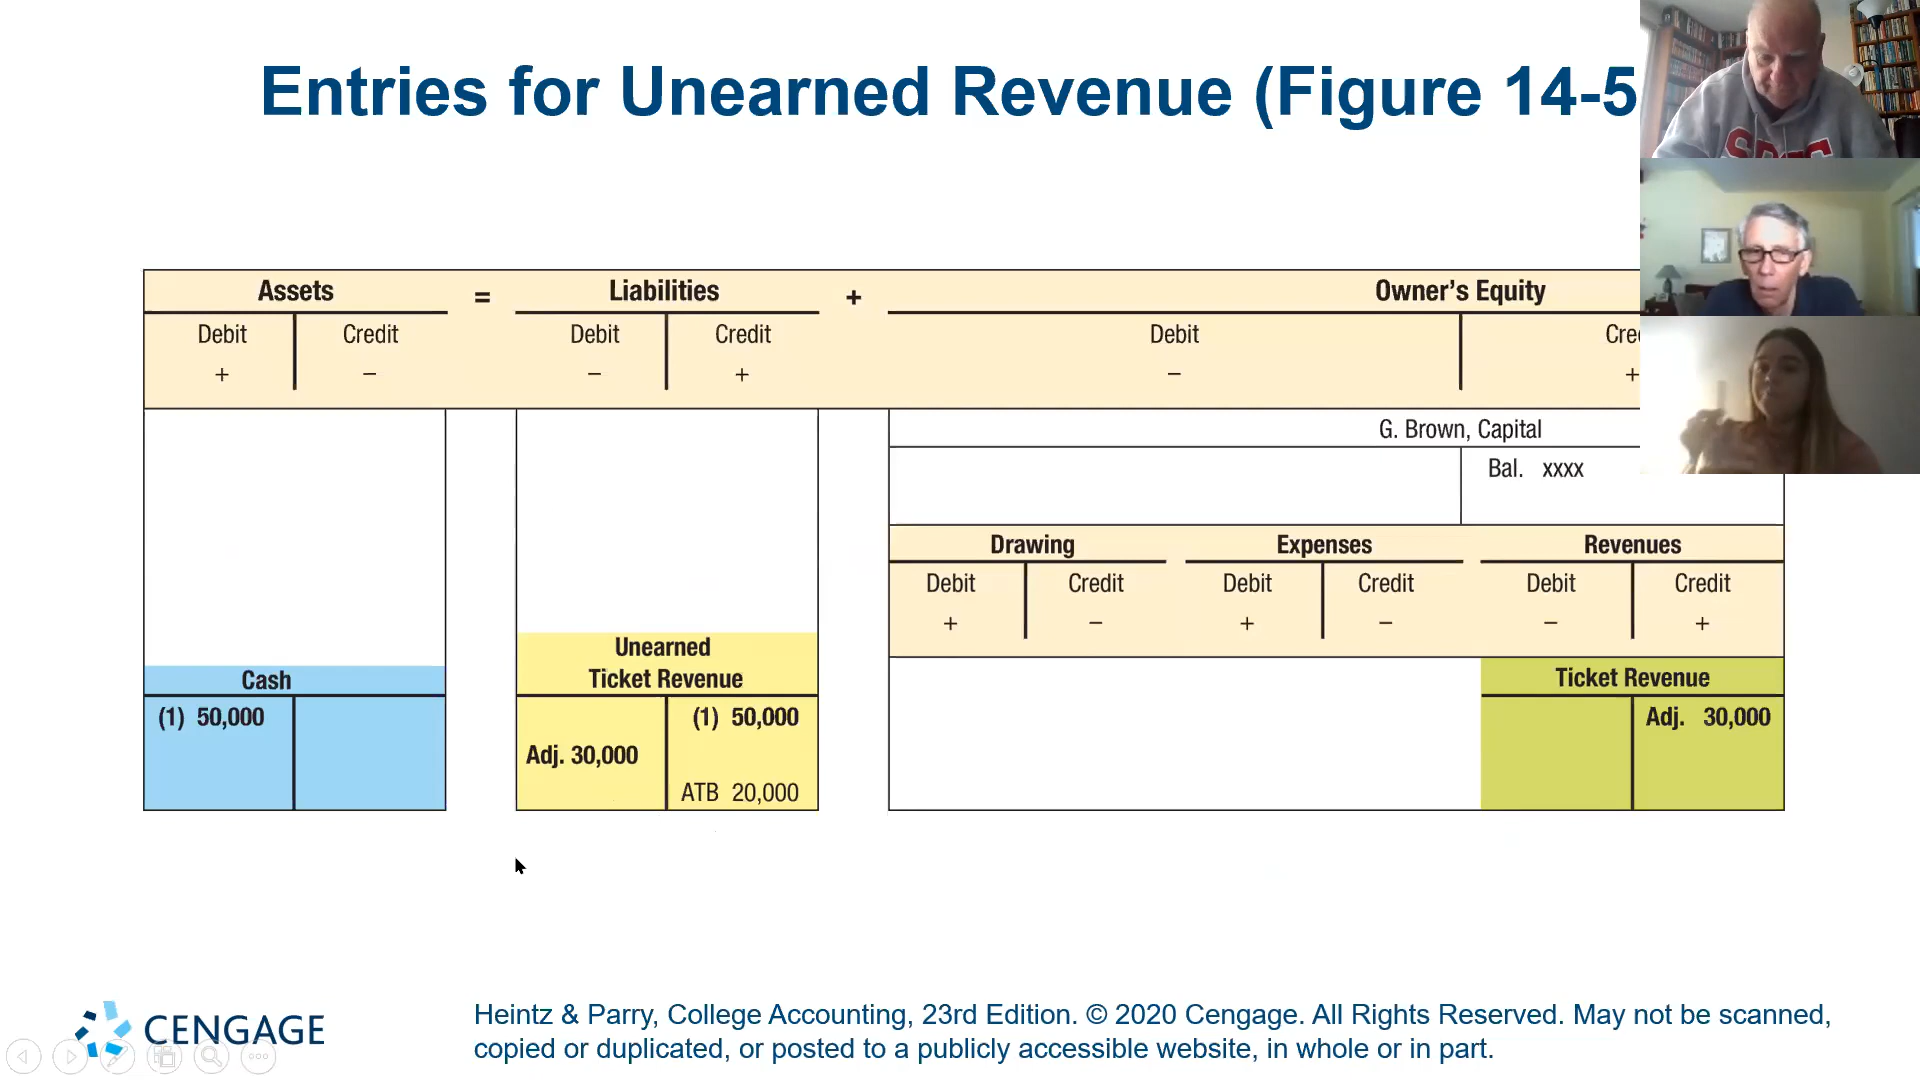 Entries for Unearned Revenue (Figure 14-5
Assets = Liabilities + Owner's Equity
Debit Credit Debit Credit Debit
+ − − + − +
G. Brown, Capital
Bal. xxxx
Drawing Expenses Revenues
Debit Credit Debit Credit Debit Credit
+ − + − − +
Unearned
Ticket Revenue
Cash
Ticket Revenue
(1) 50,000
(1) 50,000
Adj. 30,000
Adj. 30,000
ATB 20,000
CENGAGE
Heintz & Parry, College Accounting, 23rd Edition. © 2020 Cengage. All Rights Reserved. May not be scanned,
copied or duplicated, or posted to a publicly accessible website, in whole or in part.